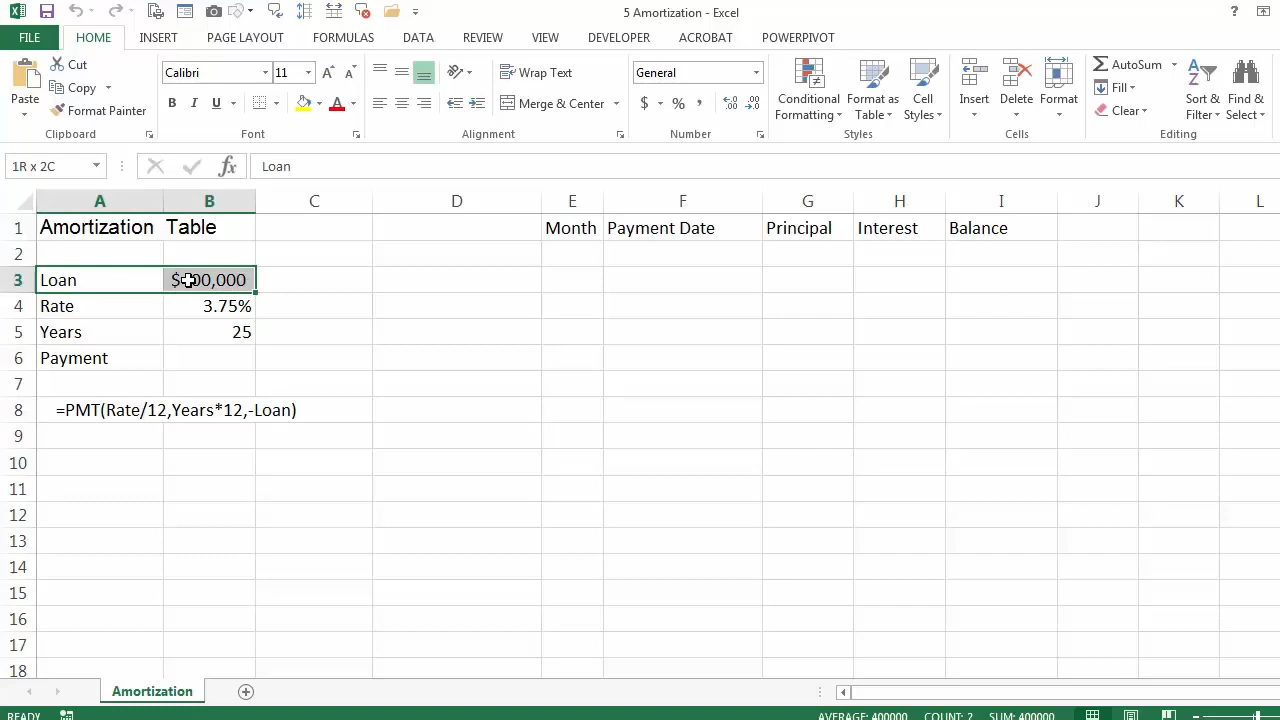 5 Amortization - Excel
?
FILE HOME INSERT PAGE LAYOUT FORMULAS DATA REVIEW VIEW DEVELOPER ACROBAT POWERPIVOT
Paste
Cut
Copy
Format Painter
Clipboard
Calibri 11
A A
B I U A
Font
Wrap Text
Merge & Center
Alignment
General
$ % ,
Number
Conditional Formatting
Format as Table
Cell Styles
Styles
Insert
Delete
Format
Cells
AutoSum
Fill
Clear
Sort & Filter
Find & Select
Editing
1R x 2C fx Loan
A B C D E F G H I J K L
1 Amortization Table Month Payment Date Principal Interest Balance
2
3 Loan
4 Rate 3.75%
5 Years 25
6 Payment
7
8 =PMT(Rate/12,Years*12,-Loan)
9
10
11
12
13
14
15
16
17
18
Amortization
READY AVERAGE: 400000 COUNT: 2 SUM: 400000